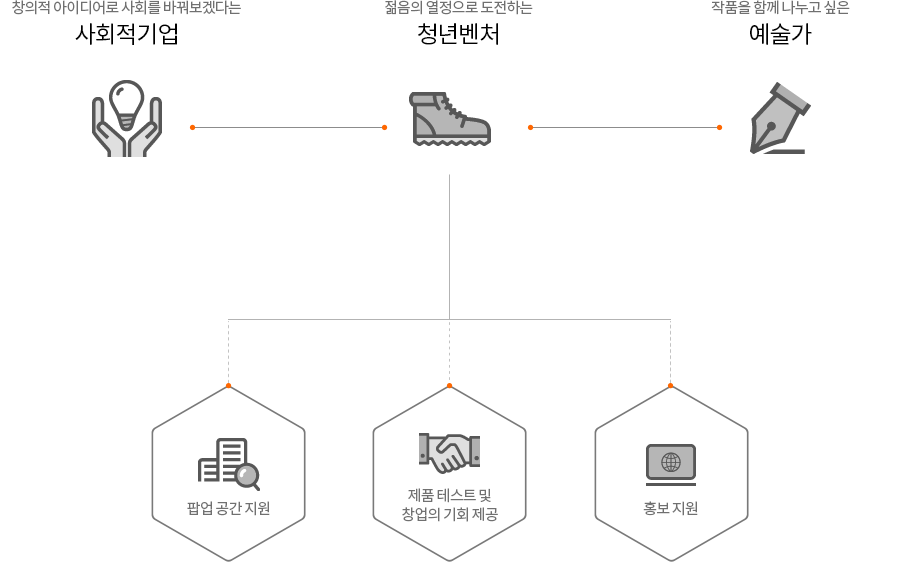 창의적 아이디어로 사회를 바꿔보겠다는
사회적기업
젊음의 열정으로 도전하는
청년벤처
작품을 함께 나누고 싶은
예술가
팝업 공간 지원
제품 테스트 및
창업의 기회 제공
홍보 지원